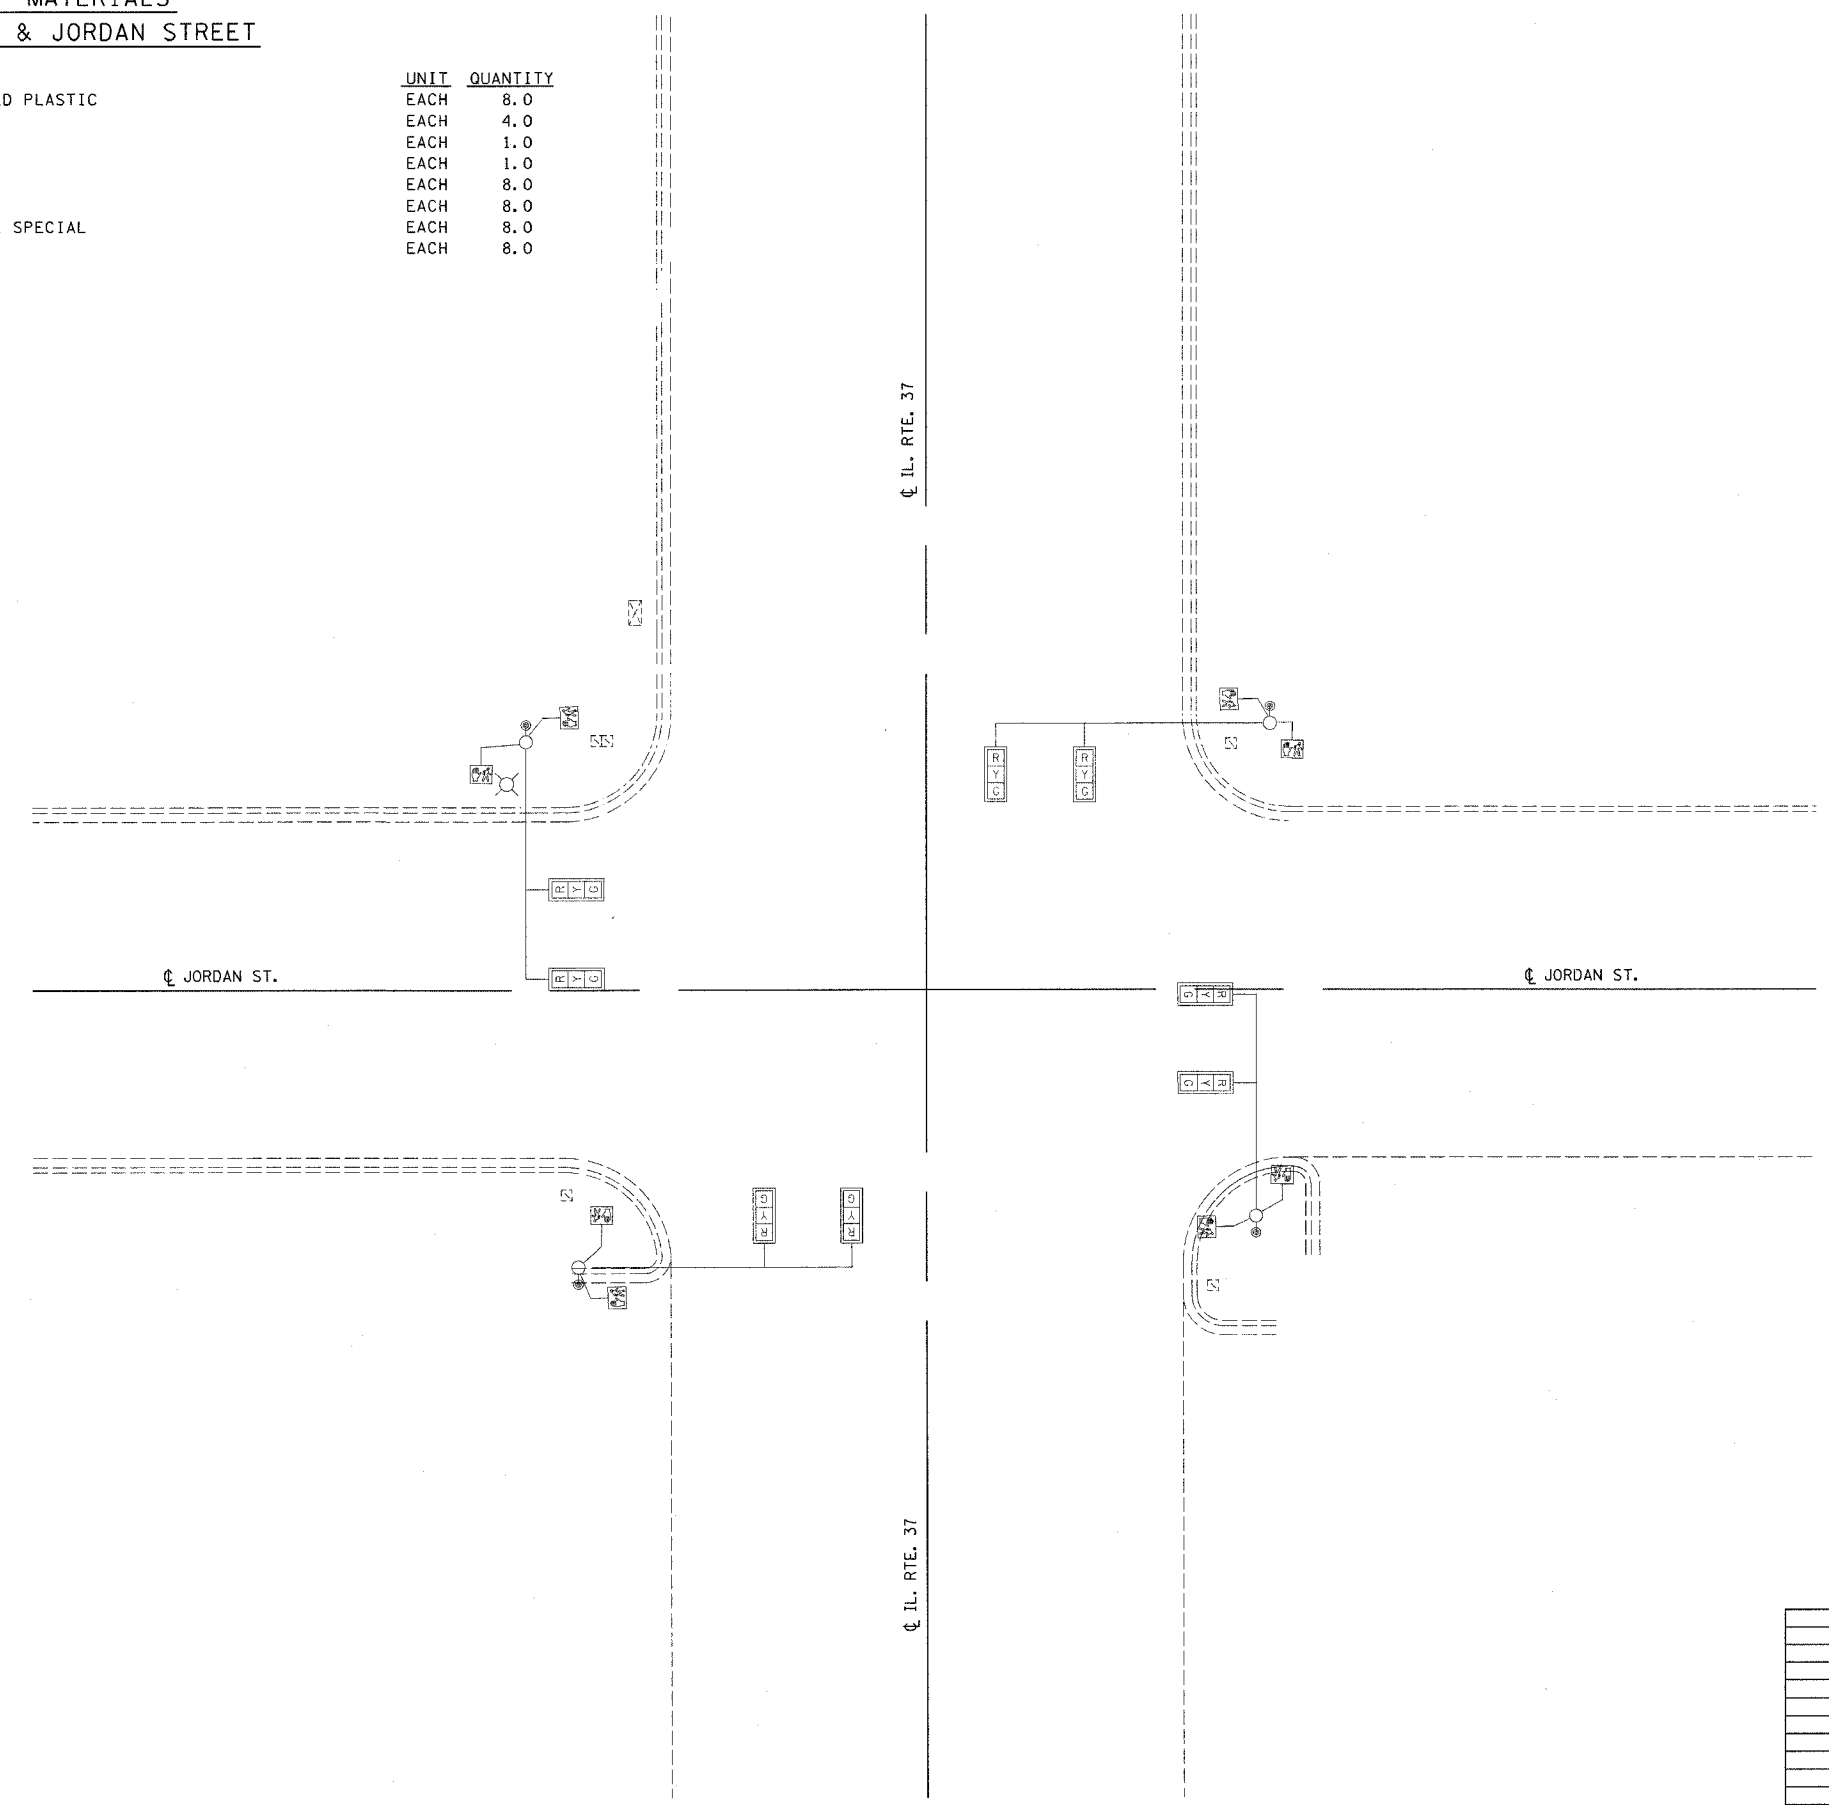 MATERIALS
& JORDAN STREET
UNIT QUANTITY
D PLASTIC EACH 8.0
EACH 4.0
EACH 1.0
EACH 1.0
EACH 8.0
EACH 8.0
SPECIAL EACH 8.0
EACH 8.0
℄ IL. RTE. 37
R R
Y Y
G G
R Y G
R Y G
℄ JORDAN ST.
℄ JORDAN ST.
R Y G
R Y G
G G
Y Y
R R
℄ IL. RTE. 37